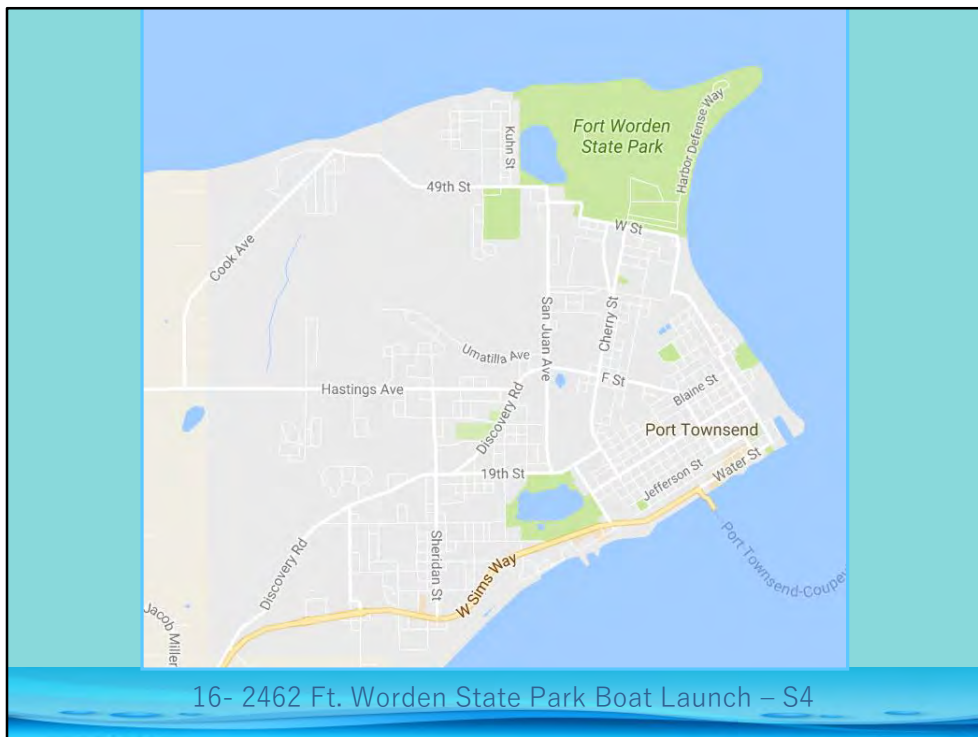 Fort Worden
State Park
Harbor Defense Way
Kuhn St
49th St
W St
Cook Ave
San Juan Ave
Cherry St
Umatilla Ave
Hastings Ave
Discovery Rd
F St
Blaine St
Port Townsend
19th St
Jefferson St
Water St
Sheridan St
Discovery Rd
W Sims Way
Port Townsend-Coupev
Jacob Miller
16- 2462 Ft. Worden State Park Boat Launch – S4